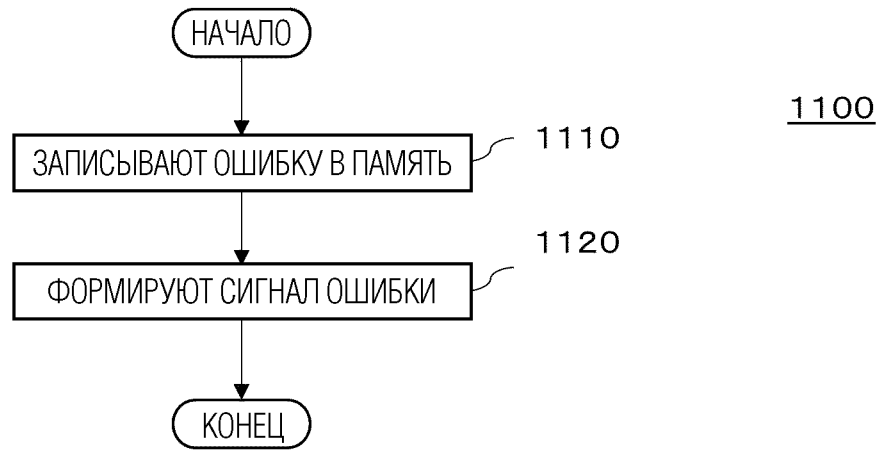 НАЧАЛО
1100
ЗАПИСЫВАЮТ ОШИБКУ В ПАМЯТЬ
1110
ФОРМИРУЮТ СИГНАЛ ОШИБКИ
1120
КОНЕЦ